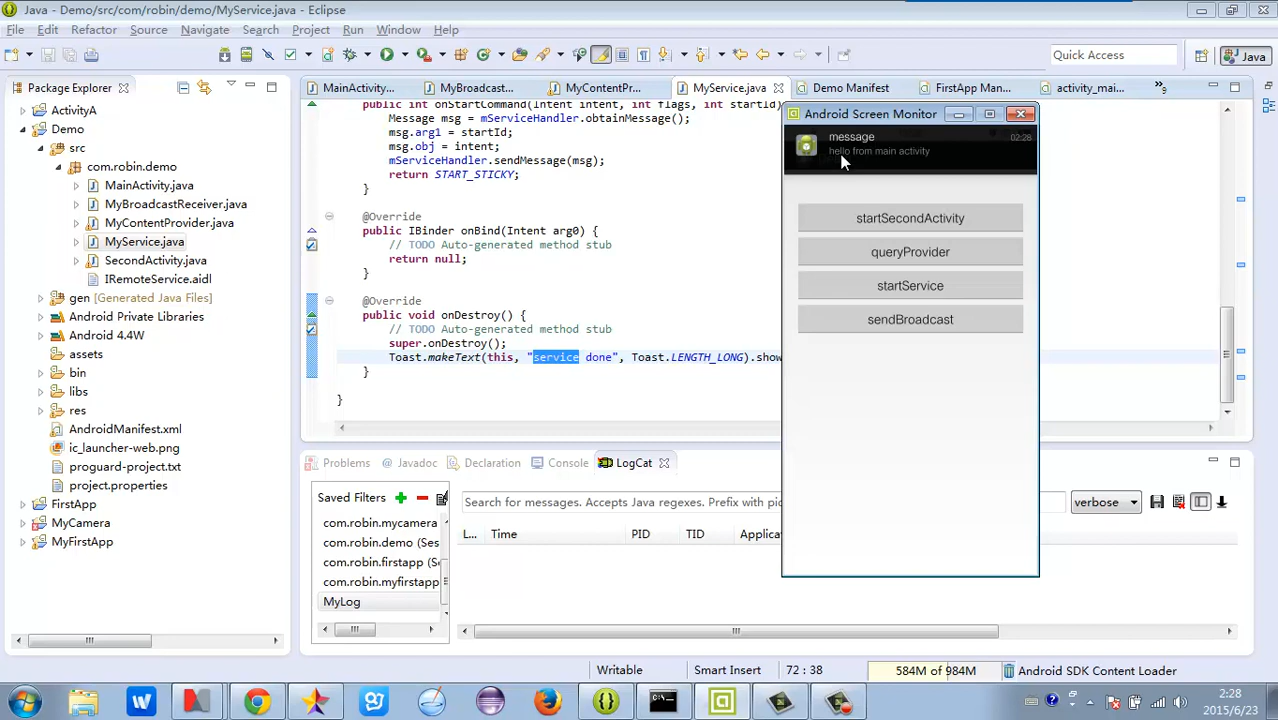 Java - Demo/src/com/robin/demo/MyService.java - Eclipse
File Edit Refactor Source Navigate Search Project Run Window Help
Quick Access
Java
Package Explorer
ActivityA
Demo
src
com.robin.demo
MainActivity.java
MyBroadcastReceiver.java
MyContentProvider.java
MyService.java
SecondActivity.java
IRemoteService.aidl
gen [Generated Java Files]
Android Private Libraries
Android 4.4W
assets
bin
libs
res
AndroidManifest.xml
ic_launcher-web.png
proguard-project.txt
project.properties
FirstApp
MyCamera
MyFirstApp
MainActivity....
MyBroadcast....
MyContentPr...
MyService.java
Demo Manifest
FirstApp Man...
activity_mai...
public int onStartCommand(Intent intent, int flags, int startId)
Message msg = mServiceHandler.obtainMessage();
msg.arg1 = startId;
msg.obj = intent;
mServiceHandler.sendMessage(msg);
return START_STICKY;
}
@Override
public IBinder onBind(Intent arg0) {
// TODO Auto-generated method stub
return null;
}
@Override
public void onDestroy() {
// TODO Auto-generated method stub
super.onDestroy();
Toast.makeText(this, "service done", Toast.LENGTH_LONG).show
}
}
Android Screen Monitor
message
02:28
hello from main activity
startSecondActivity
queryProvider
startService
sendBroadcast
Problems
Javadoc
Declaration
Console
LogCat
Saved Filters
com.robin.mycamera
com.robin.demo (Ses
com.robin.firstapp (S
com.robin.myfirstapp
MyLog
Search for messages. Accepts Java regexes. Prefix with pic
verbose
L... Time PID TID Applicat
Writable
Smart Insert
72 : 38
584M of 984M
Android SDK Content Loader
2:28
2015/6/23